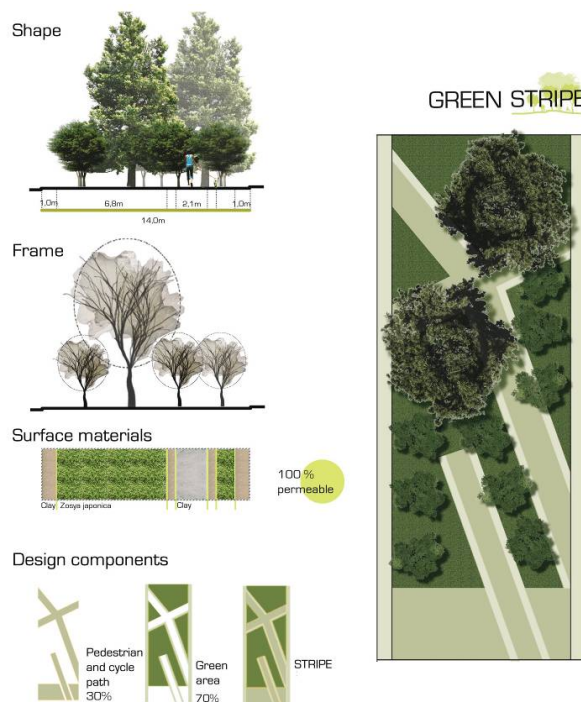 Shape
GREEN STRIPE
1,0m 6,8m 2,1m 1,0m
14,0m
Frame
Surface materials
100 %
permeable
Clay Zosya japonica Clay
Design components
Pedestrian
and cycle
path
30%
Green
area
70%
STRIPE